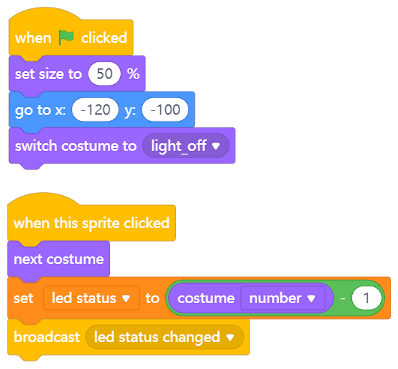 when clicked
set size to 50 %
go to x: -120 y: -100
switch costume to light_off
when this sprite clicked
next costume
set led status to costume number - 1
broadcast led status changed